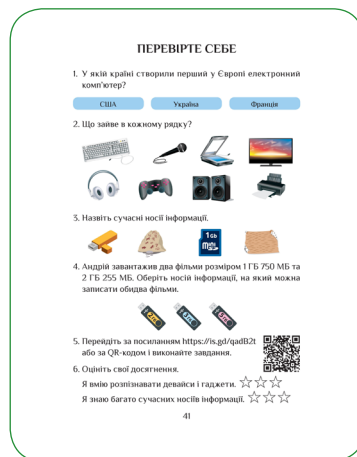 ПЕРЕВІРТЕ СЕБЕ
1. У якій країні створили перший у Європі електронний
комп'ютер?
США Україна Франція
2. Що зайве в кожному рядку?
3. Назвіть сучасні носії інформації.
1 Gb
4. Андрій завантажив два фільми розміром 1 ГБ 750 МБ та
2 ГБ 255 МБ. Оберіть носій інформації, на який можна
записати обидва фільми.
5. Перейдіть за посиланням https://is.gd/qadB2t
або за QR-кодом і виконайте завдання.
6. Оцініть свої досягнення.
Я вмію розпізнавати девайси і гаджети.
Я знаю багато сучасних носіїв інформації.
41